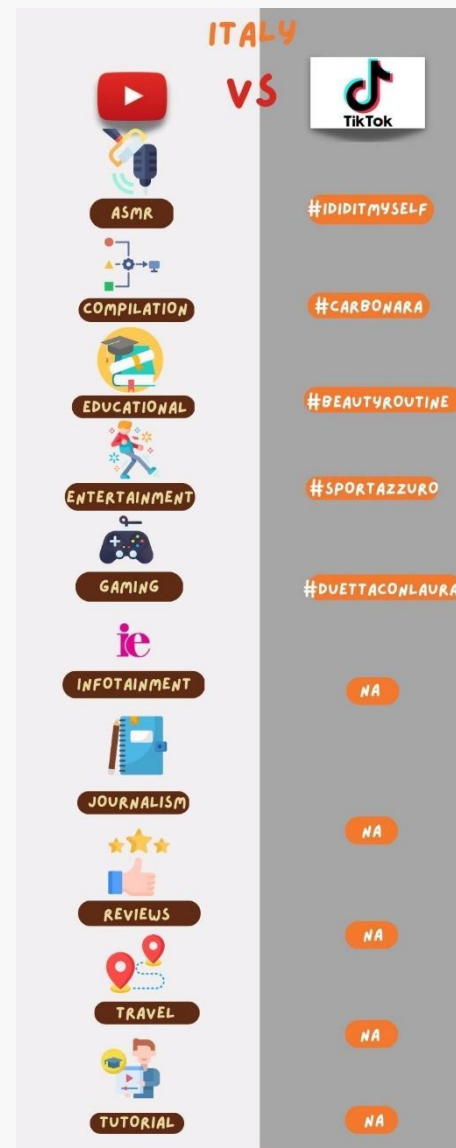 ITALY
VS
TikTok
ASMR
#IDIDITMYSELF
COMPILATION
#CARBONARA
EDUCATIONAL
#BEAUTYROUTINE
ENTERTAINMENT
#SPORTAZZURO
GAMING
#DUETTACONLAURA
ie
INFOTAINMENT
NA
JOURNALISM
NA
REVIEWS
NA
TRAVEL
NA
TUTORIAL
NA